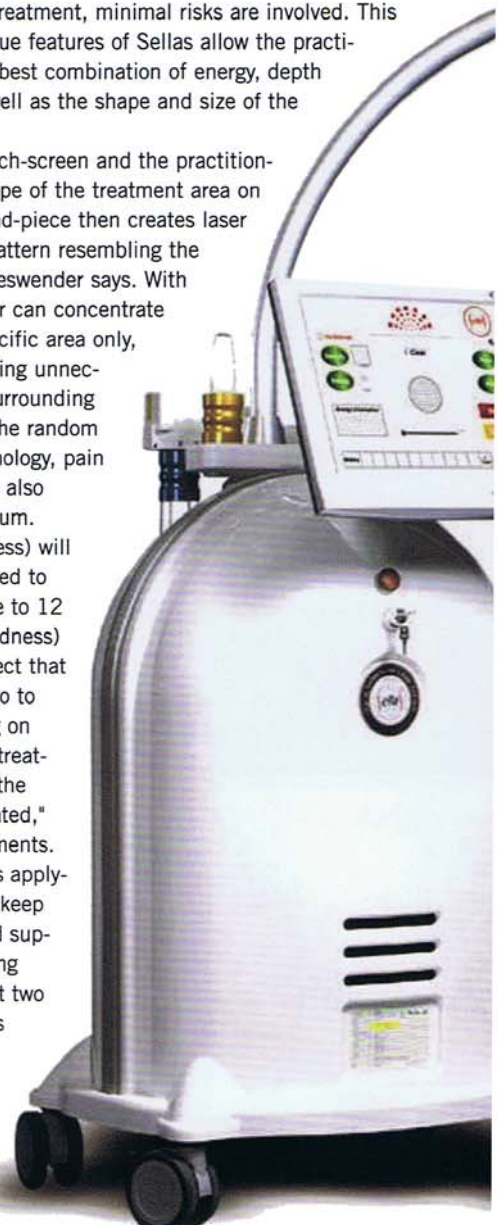 reatment, minimal risks are involved. This
ue features of Sellas allow the practi-
best combination of energy, depth
ell as the shape and size of the
ch-screen and the practition-
pe of the treatment area on
nd-piece then creates laser
attern resembling the
eswender says. With
r can concentrate
cific area only,
ing unnec-
urrounding
he random
nology, pain
also
um.
ess) will
ed to
e to 12
dness)
ect that
o to
g on
treat-
the
ated,"
ments.
s apply-
keep
d sup-
ng
t two
s